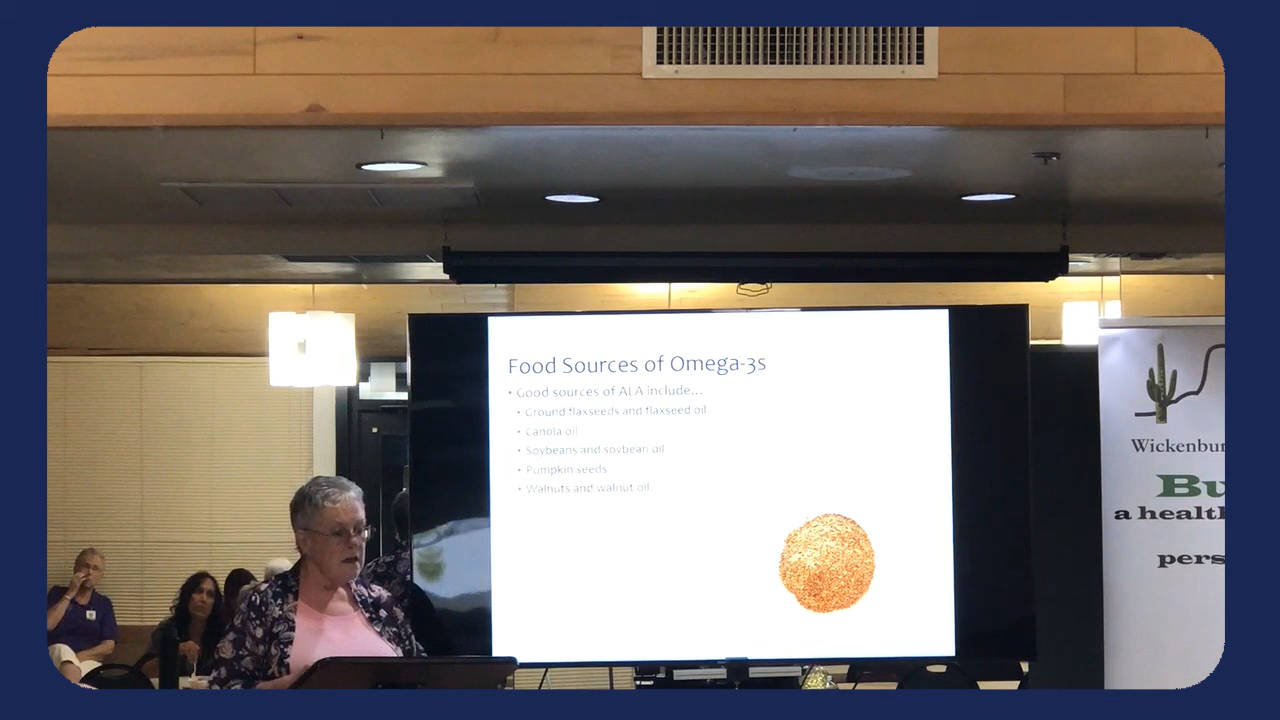 Food Sources of Omega-3s
• Good sources of ALA include...
• Ground flaxseeds and flaxseed oil
• Canola oil
• Soybeans and soybean oil
• Pumpkin seeds
• Walnuts and walnut oil
Wickenbur
Bu
a health
pers